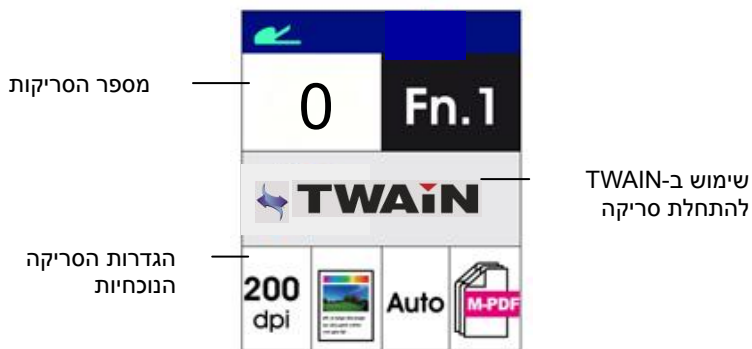 מספר הסריקות
0
Fn.1
TWAIN
שימוש ב-TWAIN
להתחלת סריקה
הגדרות הסריקה
הנוכחיות
200
dpi
Auto
M-PDF